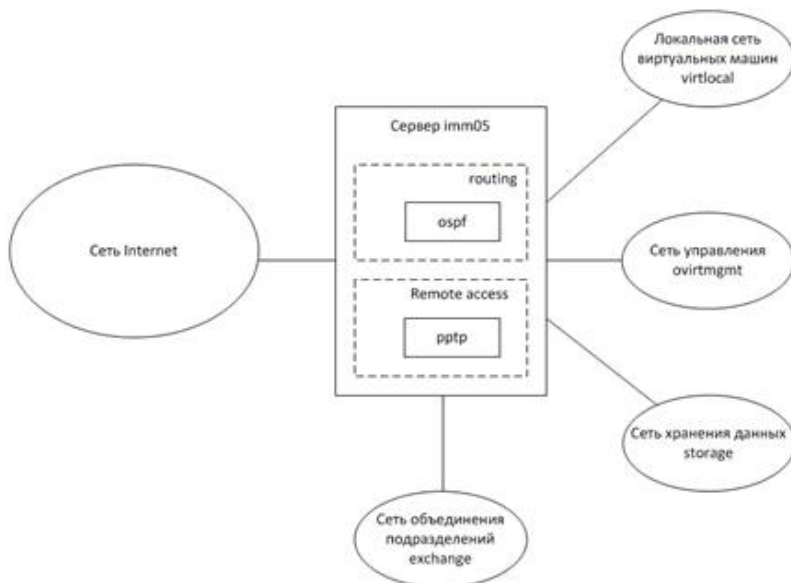 Локальная сеть
виртуальных машин
virtlocal
Сервер imm05
routing
ospf
Сеть Internet
Сеть управления
ovirtmgmt
Remote access
pptp
Сеть хранения данных
storage
Сеть объединения
подразделений
exchange